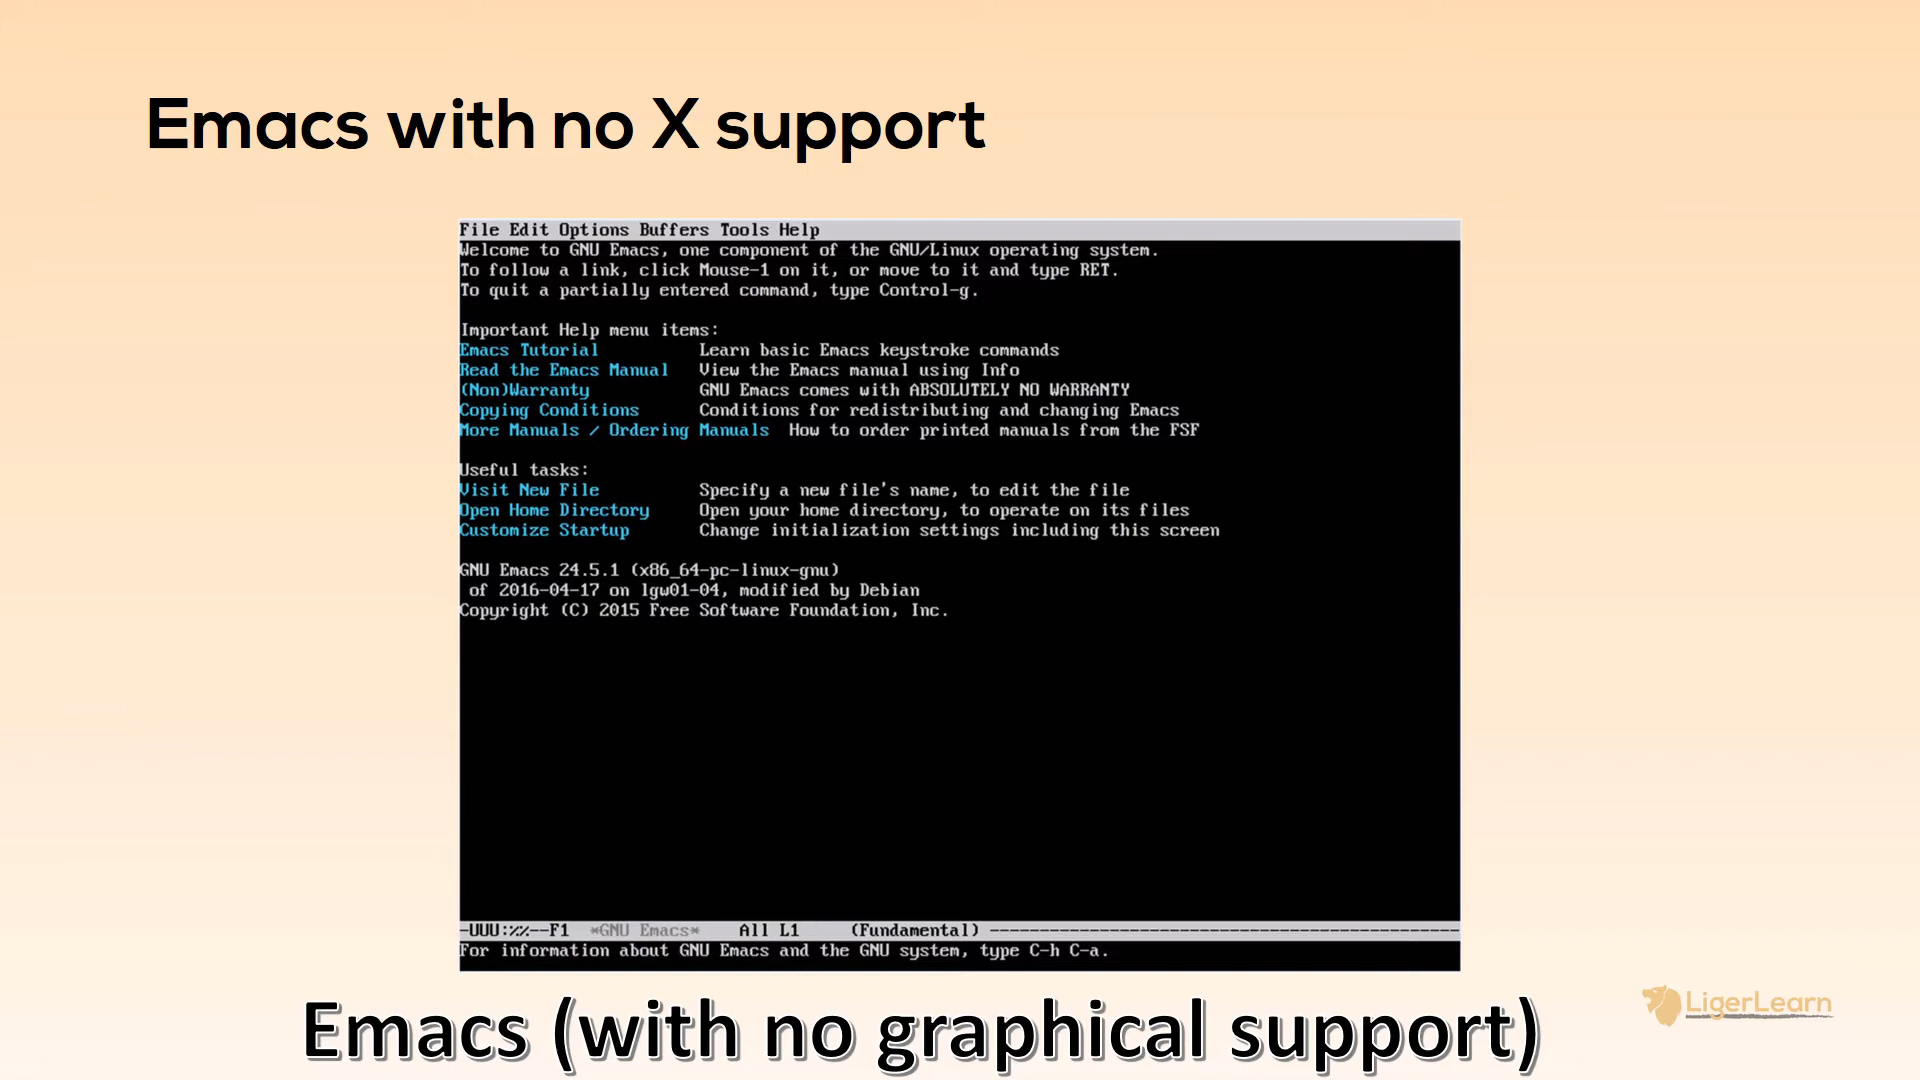 Emacs with no X support
File Edit Options Buffers Tools Help
Welcome to GNU Emacs, one component of the GNU/Linux operating system.
To follow a link, click Mouse-1 on it, or move to it and type RET.
To quit a partially entered command, type Control-g.
Important Help menu items:
Emacs Tutorial Learn basic Emacs keystroke commands
Read the Emacs Manual View the Emacs manual using Info
(Non)Warranty GNU Emacs comes with ABSOLUTELY NO WARRANTY
Copying Conditions Conditions for redistributing and changing Emacs
More Manuals / Ordering Manuals How to order printed manuals from the FSF
Useful tasks:
Visit New File Specify a new file's name, to edit the file
Open Home Directory Open your home directory, to operate on its files
Customize Startup Change initialization settings including this screen
GNU Emacs 24.5.1 (x86_64-pc-linux-gnu)
of 2016-04-17 on lgw01-04, modified by Debian
Copyright (C) 2015 Free Software Foundation, Inc.
-UUU:%%--F1 *GNU Emacs* All L1 (Fundamental) -----------------------------------------------
For information about GNU Emacs and the GNU system, type C-h C-a.
LigerLearn
Emacs (with no graphical support)